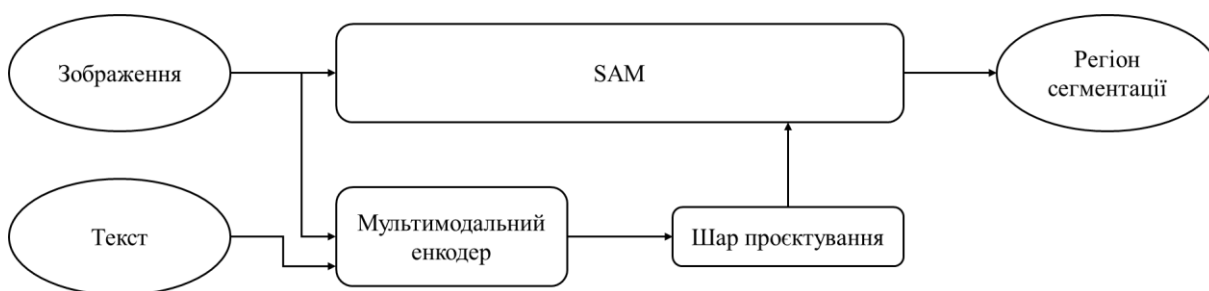 Зображення
SAM
Регіон
сегментації
Текст
Мультимодальний
енкодер
Шар проєктування